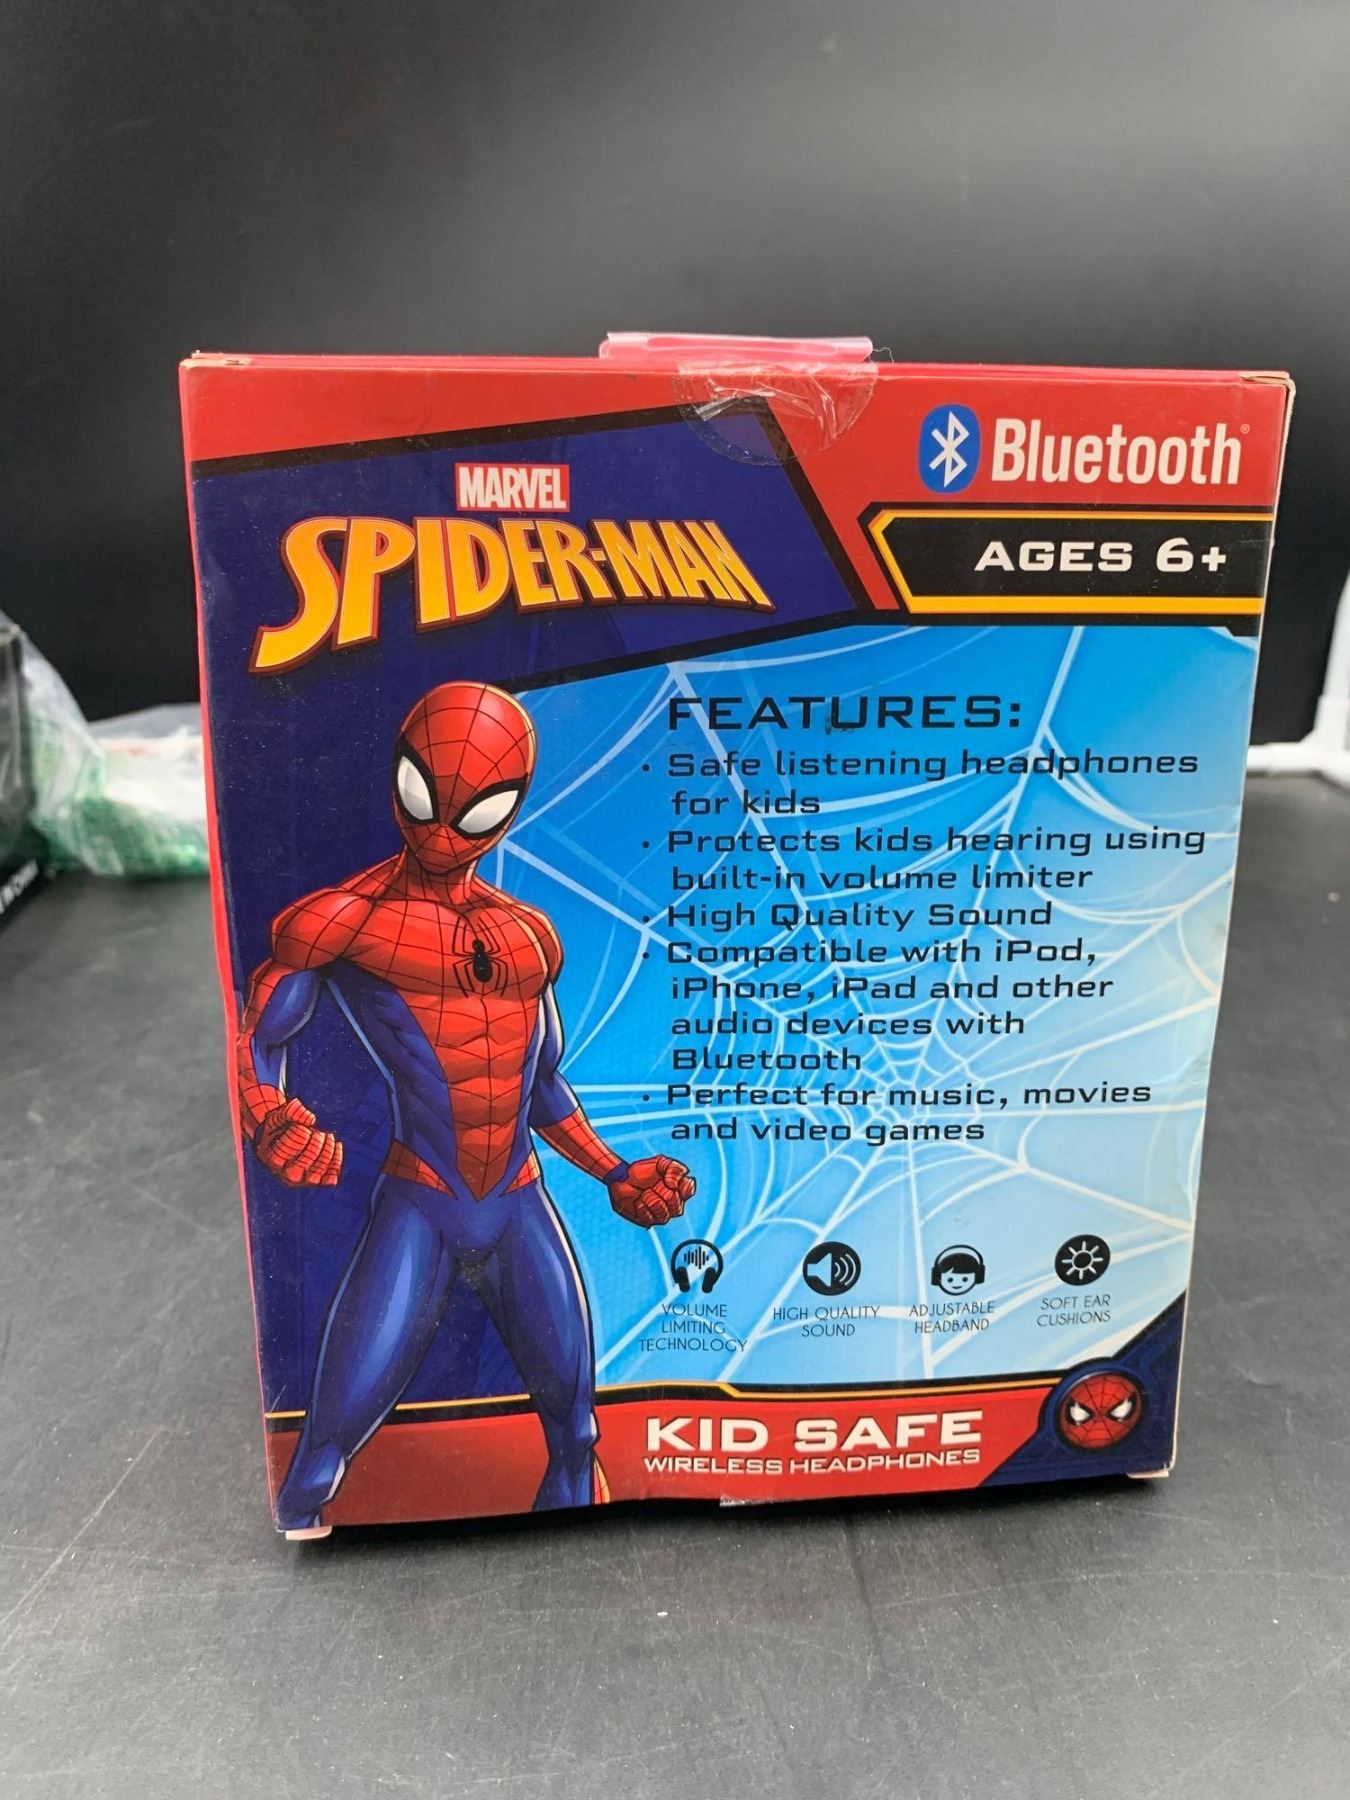 MARVEL
SPIDER-MAN
Bluetooth®
AGES 6+
FEATURES:
• Safe listening headphones
for kids
• Protects kids hearing using
built-in volume limiter
• High Quality Sound
• Compatible with iPod,
iPhone, iPad and other
audio devices with
Bluetooth
• Perfect for music, movies
and video games
VOLUME
LIMITING
TECHNOLOGY
HIGH QUALITY
SOUND
ADJUSTABLE
HEADBAND
SOFT EAR
CUSHIONS
KID SAFE
WIRELESS HEADPHONES